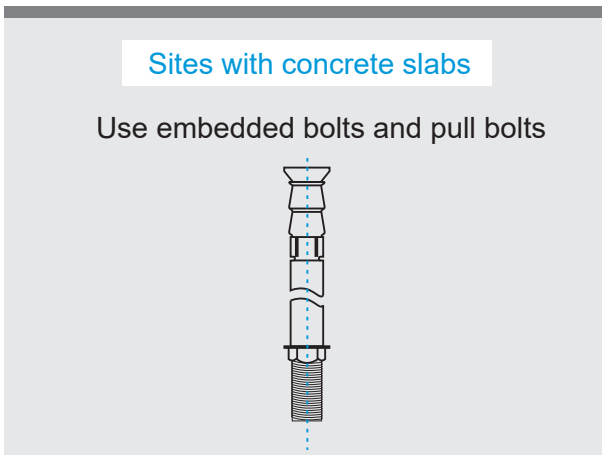 Sites with concrete slabs
Use embedded bolts and pull bolts